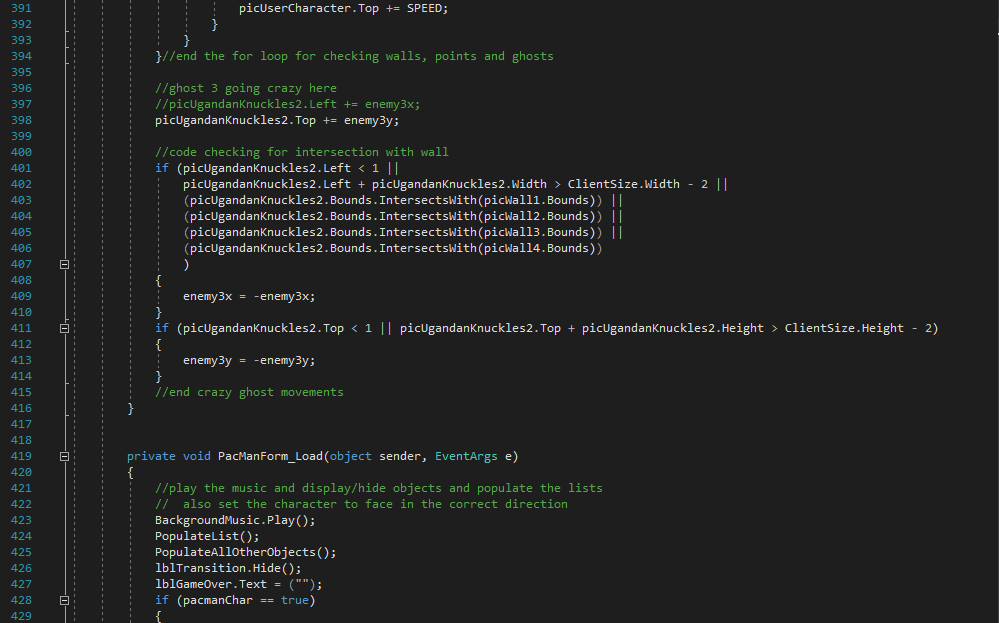 391 picUserCharacter.Top += SPEED;
392 }
393 }
394 }//end the for loop for checking walls, points and ghosts
395
396 //ghost 3 going crazy here
397 //picUgandanKnuckles2.Left += enemy3x;
398 picUgandanKnuckles2.Top += enemy3y;
399
400 //code checking for intersection with wall
401 if (picUgandanKnuckles2.Left < 1 ||
402 picUgandanKnuckles2.Left + picUgandanKnuckles2.Width > ClientSize.Width - 2 ||
403 (picUgandanKnuckles2.Bounds.IntersectsWith(picWall1.Bounds)) ||
404 (picUgandanKnuckles2.Bounds.IntersectsWith(picWall2.Bounds)) ||
405 (picUgandanKnuckles2.Bounds.IntersectsWith(picWall3.Bounds)) ||
406 (picUgandanKnuckles2.Bounds.IntersectsWith(picWall4.Bounds))
407 )
408 {
409 enemy3x = -enemy3x;
410 }
411 if (picUgandanKnuckles2.Top < 1 || picUgandanKnuckles2.Top + picUgandanKnuckles2.Height > ClientSize.Height - 2)
412 {
413 enemy3y = -enemy3y;
414 }
415 //end crazy ghost movements
416 }
417
418
419 private void PacManForm_Load(object sender, EventArgs e)
420 {
421 //play the music and display/hide objects and populate the lists
422 // also set the character to face in the correct direction
423 BackgroundMusic.Play();
424 PopulateList();
425 PopulateAllOtherObjects();
426 lblTransition.Hide();
427 lblGameOver.Text = ("");
428 if (pacmanChar == true)
429 {